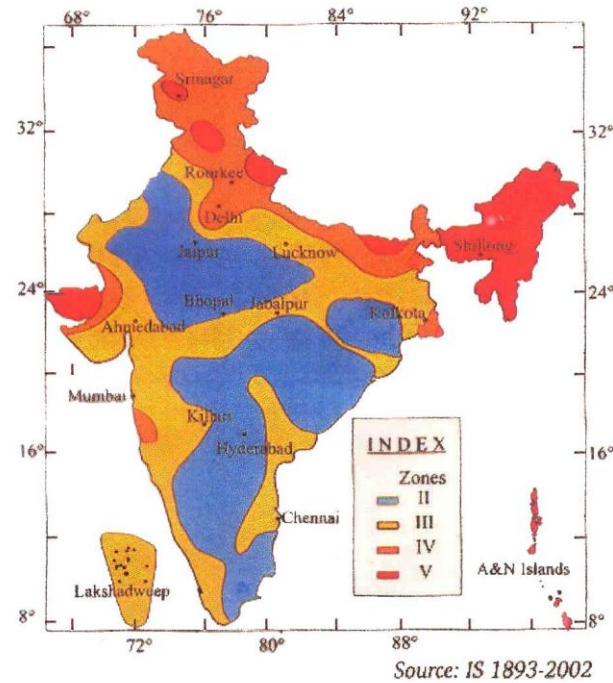 68° 76° 84° 92°
Srinagar
32° 32°
Rourkee
Delhi
Jaipur Lucknow Shillong
24° 24°
Bhopal Jabalpur Kolkota
Ahmedabad
Mumbai
Killari
Hyderabad
16° 16°
INDEX
Zones
II
III
IV
V
Chennai
A&N Islands
Lakshadweep
8° 8°
72° 80° 88°
Source: IS 1893-2002